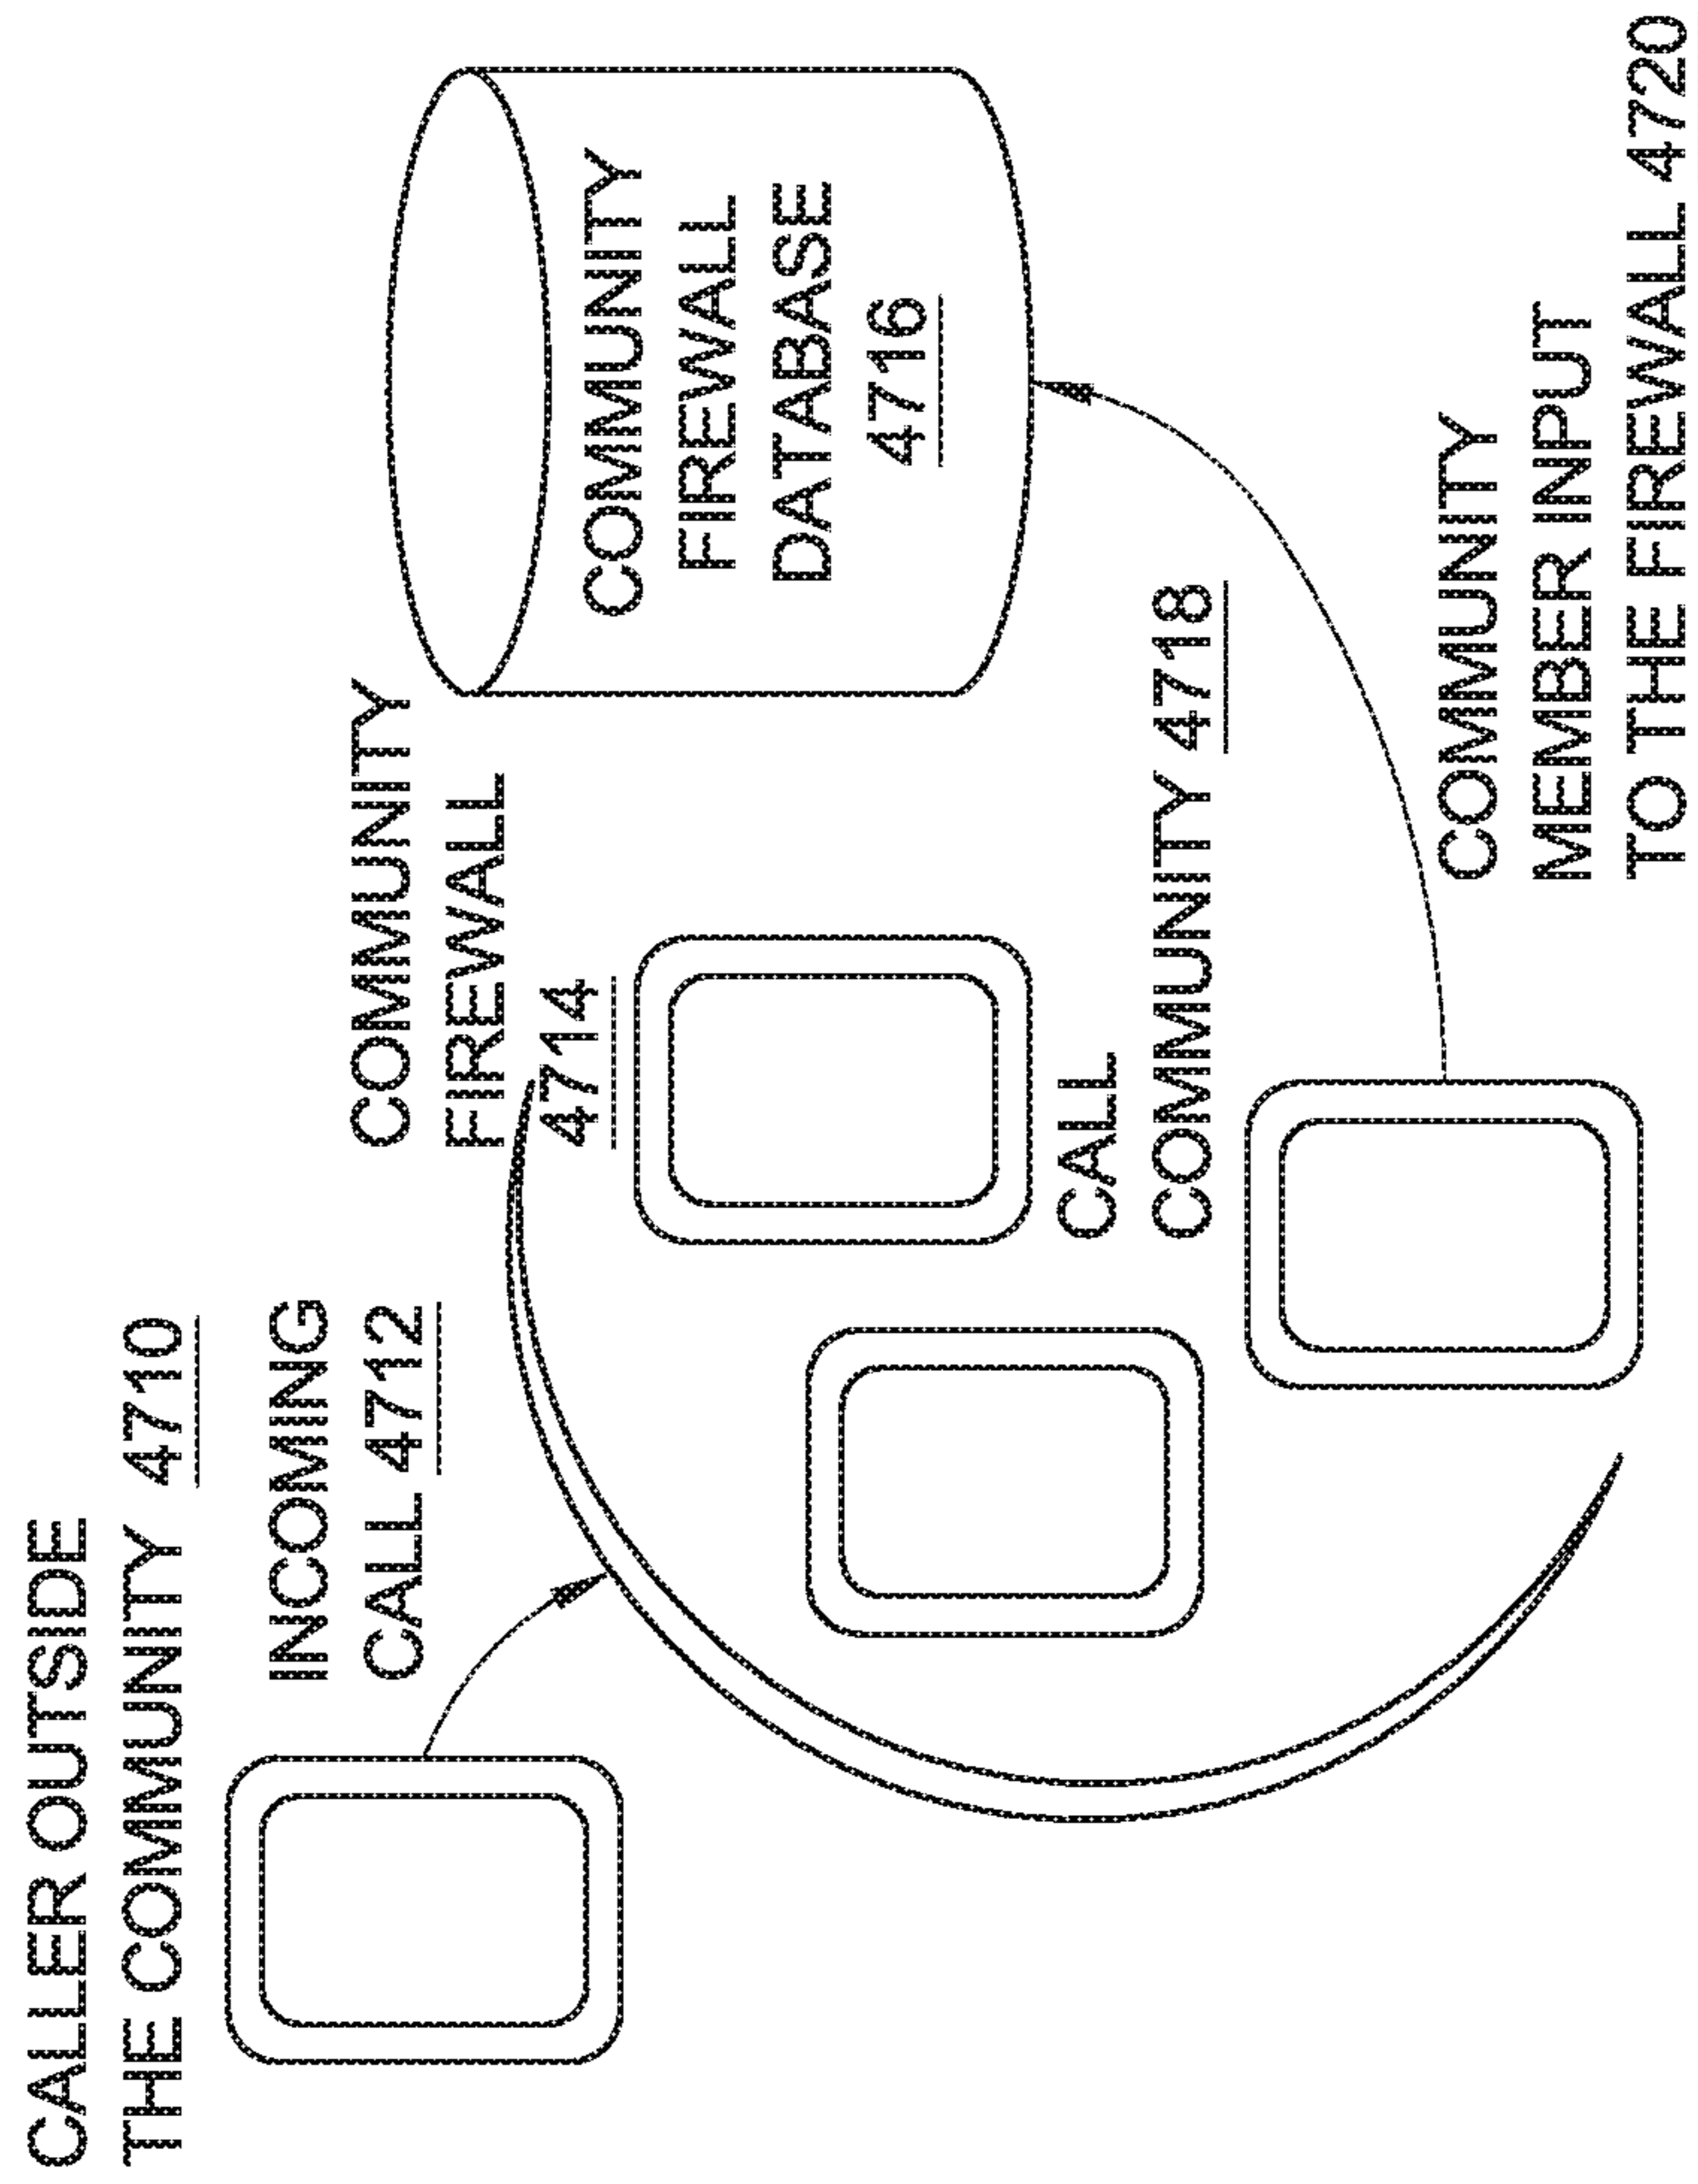 CALLER OUTSIDE
THE COMMUNITY 4710
INCOMING
CALL 4712
COMMUNITY
FIREWALL
4714
COMMUNITY
FIREWALL
DATABASE
4716
CALL
COMMUNITY 4718
COMMUNITY
MEMBER INPUT
TO THE FIREWALL 4720